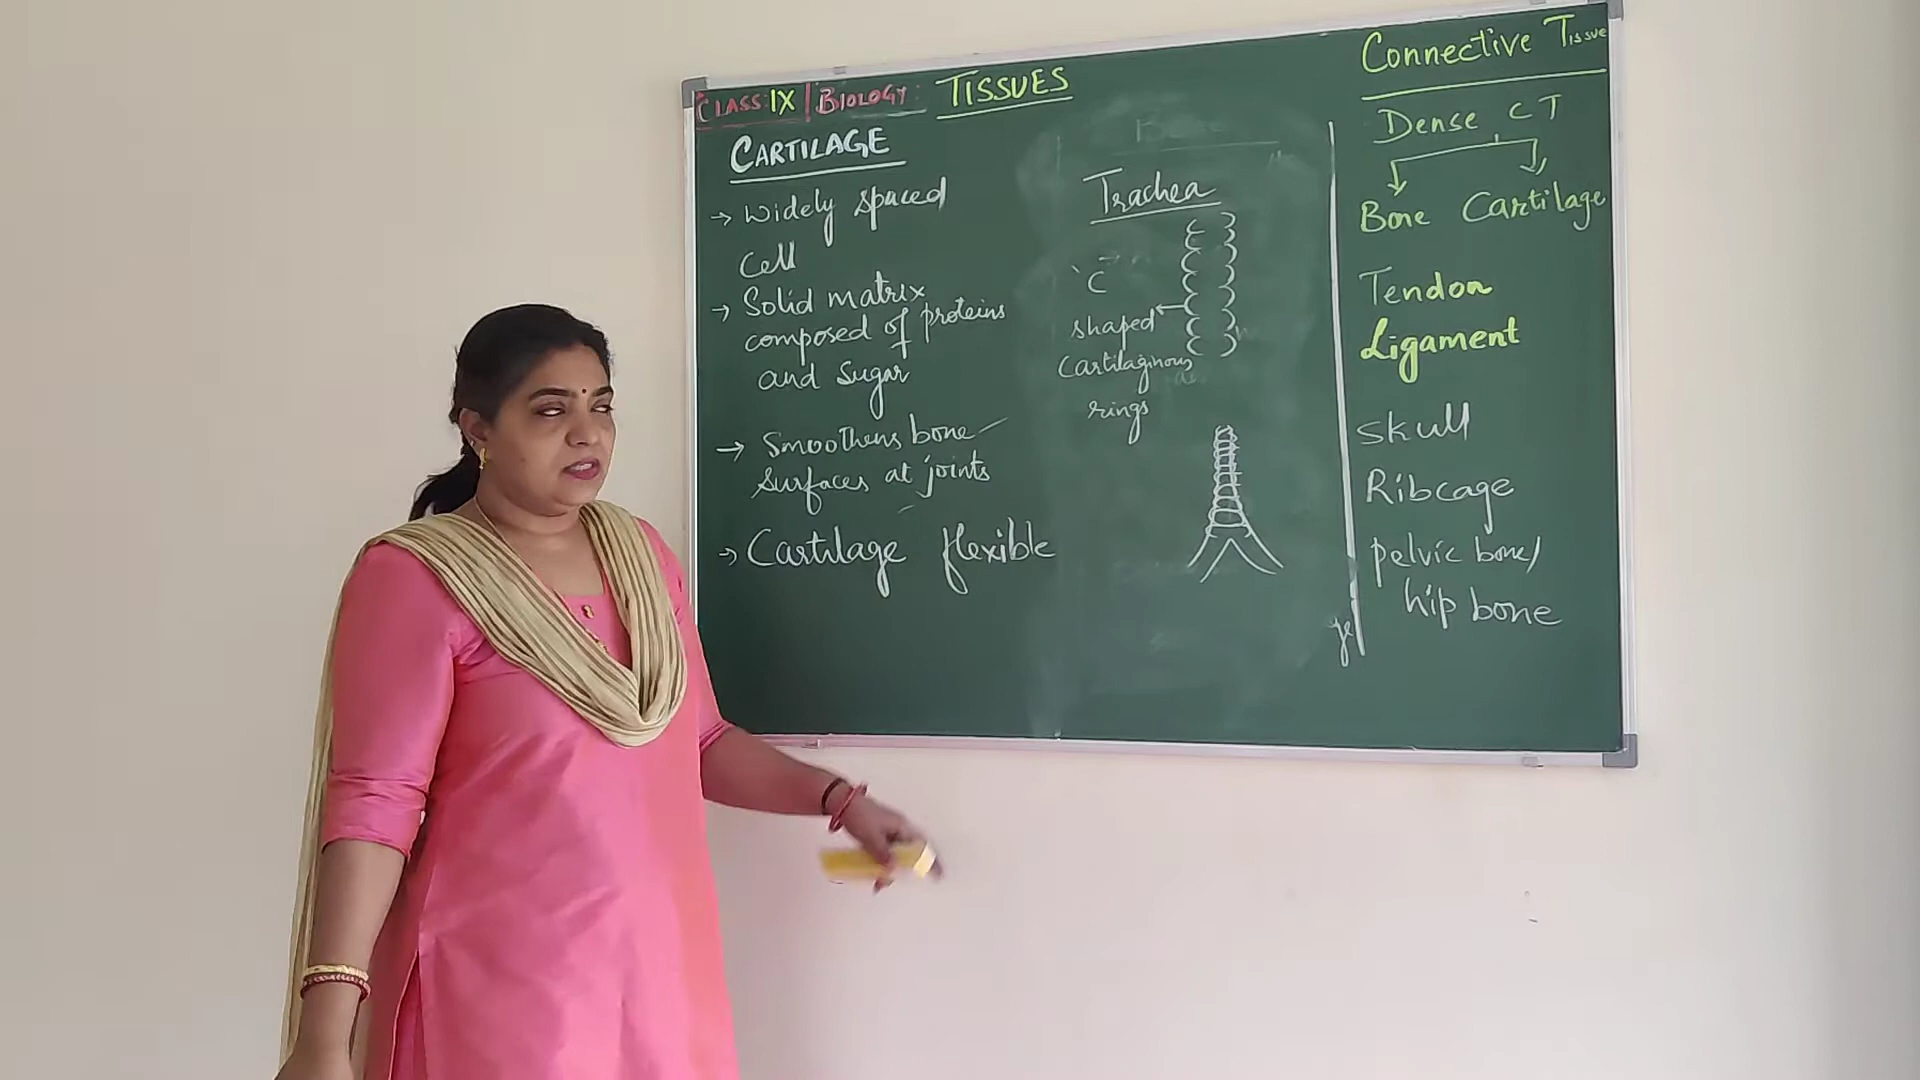 CLASS: IX | BIOLOGY: TISSUES
CARTILAGE
→ Widely spaced
Cell
→ Solid matrix
composed of proteins
and Sugar
→ Smoothens bone
Surfaces at joints
→ Cartilage flexible
Trachea
'C'
shaped
Cartilaginous
rings
Connective Tissue
Dense CT
Bone Cartilage
Tendon
Ligament
Skull
Ribcage
pelvic bone/
hip bone